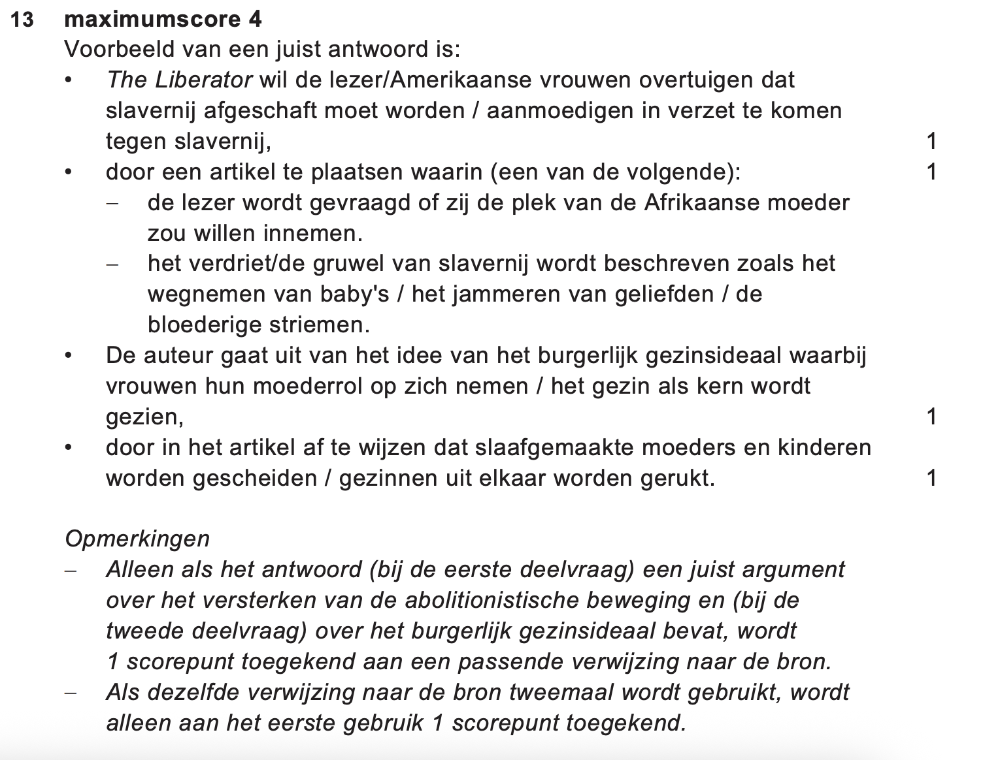 13 maximumscore 4
Voorbeeld van een juist antwoord is:
• The Liberator wil de lezer/Amerikaanse vrouwen overtuigen dat
slavernij afgeschaft moet worden / aanmoedigen in verzet te komen
tegen slavernij, 1
• door een artikel te plaatsen waarin (een van de volgende): 1
– de lezer wordt gevraagd of zij de plek van de Afrikaanse moeder
zou willen innemen.
– het verdriet/de gruwel van slavernij wordt beschreven zoals het
wegnemen van baby's / het jammeren van geliefden / de
bloederige striemen.
• De auteur gaat uit van het idee van het burgerlijk gezinsideaal waarbij
vrouwen hun moederrol op zich nemen / het gezin als kern wordt
gezien, 1
• door in het artikel af te wijzen dat slaafgemaakte moeders en kinderen
worden gescheiden / gezinnen uit elkaar worden gerukt. 1
Opmerkingen
– Alleen als het antwoord (bij de eerste deelvraag) een juist argument
over het versterken van de abolitionistische beweging en (bij de
tweede deelvraag) over het burgerlijk gezinsideaal bevat, wordt
1 scorepunt toegekend aan een passende verwijzing naar de bron.
– Als dezelfde verwijzing naar de bron tweemaal wordt gebruikt, wordt
alleen aan het eerste gebruik 1 scorepunt toegekend.